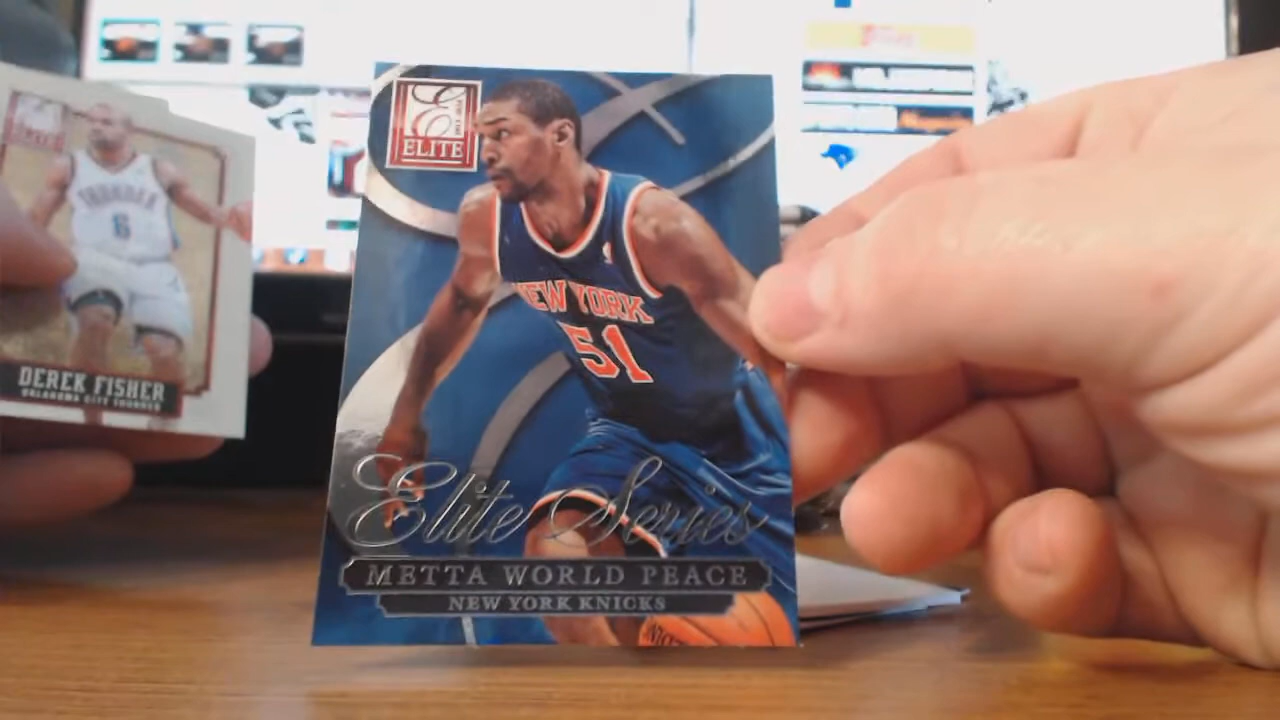 THUNDER
6
DEREK FISHER
OKLAHOMA CITY THUNDER
ELITE
NEW YORK
51
Elite Series
METTA WORLD PEACE
NEW YORK KNICKS